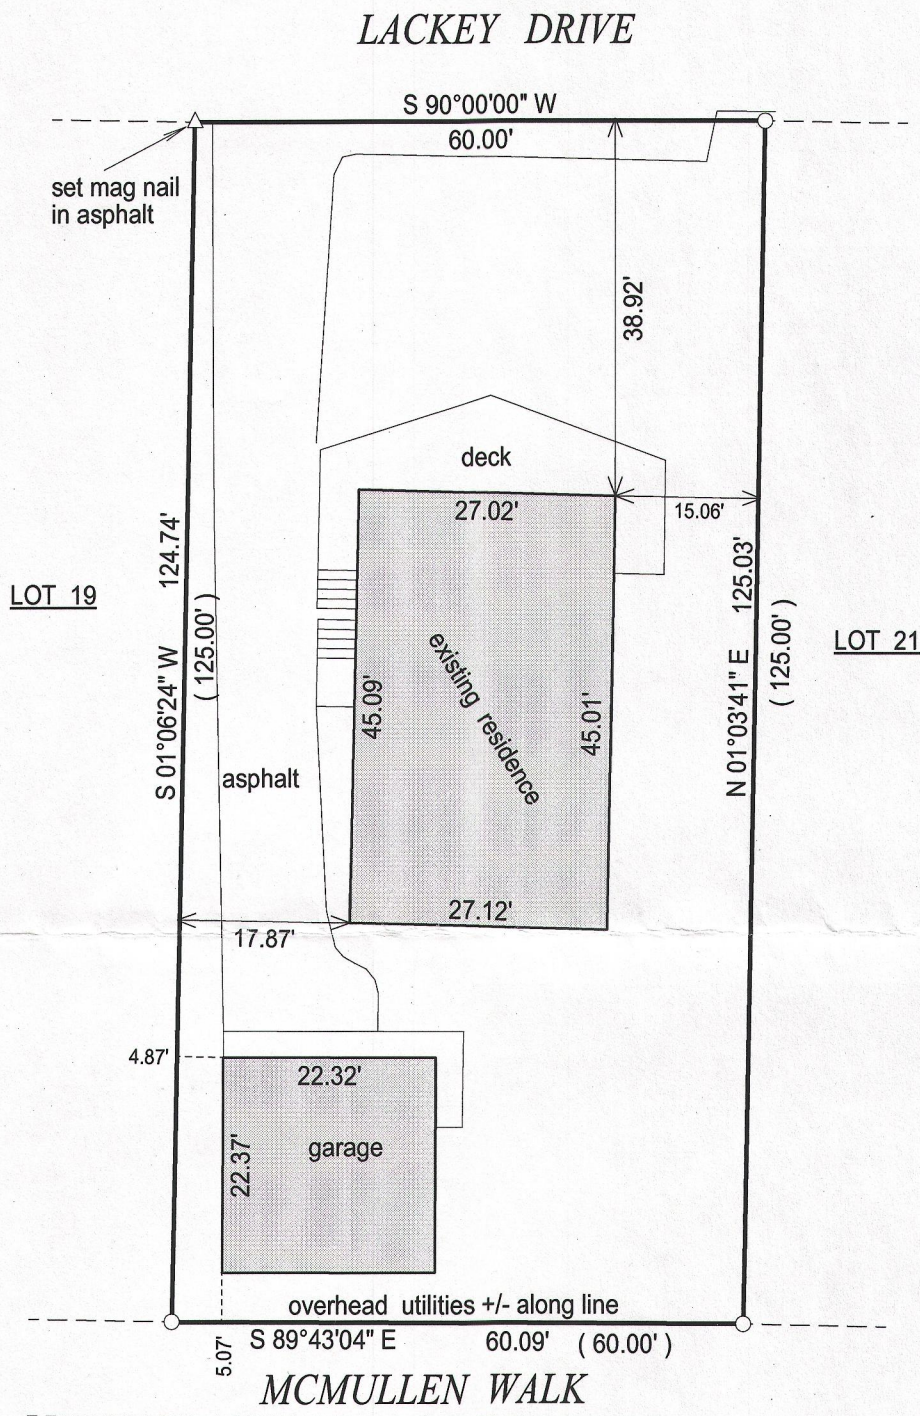 LACKEY DRIVE
S 90°00'00" W
60.00'
set mag nail
in asphalt
38.92'
deck
27.02'
15.06'
S 01°06'24" W 124.74'
(125.00')
LOT 19
N 01°03'41" E 125.03'
(125.00')
LOT 21
45.09'
existing residence
45.01'
asphalt
27.12'
17.87'
4.87'
22.32'
22.37'
garage
overhead utilities +/- along line
5.07'
S 89°43'04" E 60.09' (60.00')
MCMULLEN WALK